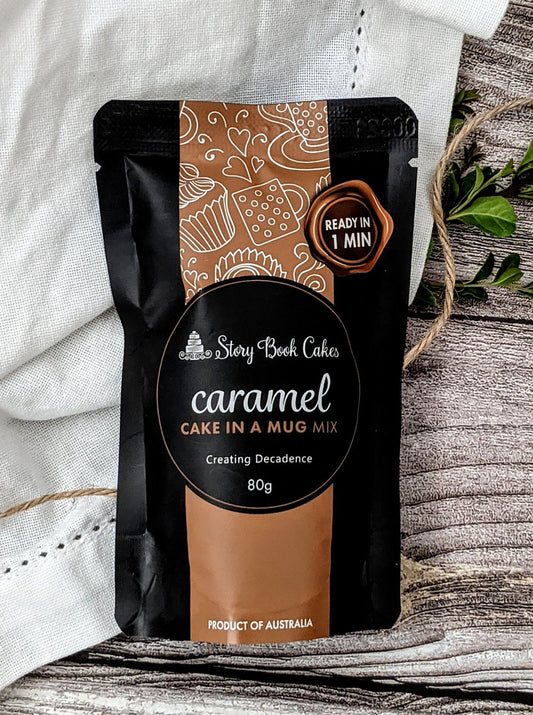 READY IN
1 MIN
Story Book Cakes
caramel
CAKE IN A MUG MIX
Creating Decadence
80g
PRODUCT OF AUSTRALIA